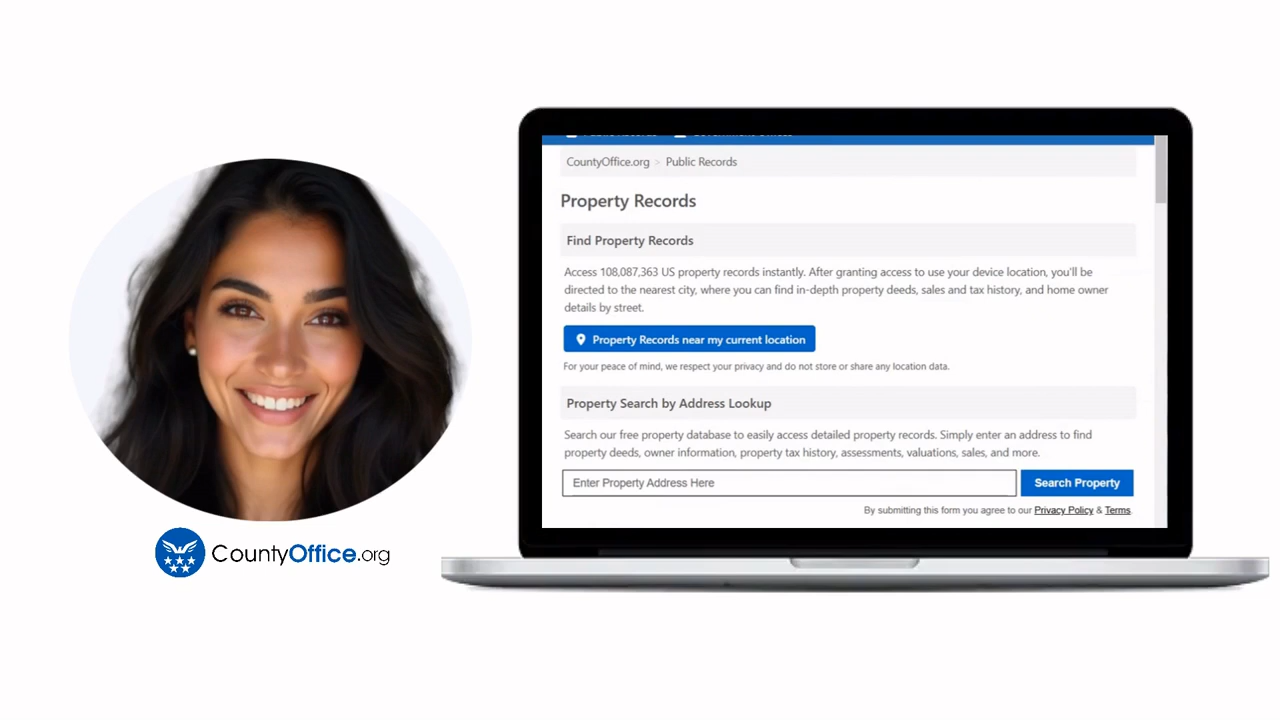 CountyOffice.org > Public Records
Property Records
Find Property Records
Access 108,087,363 US property records instantly. After granting access to use your device location, you'll be
directed to the nearest city, where you can find in-depth property deeds, sales and tax history, and home owner
details by street.
Property Records near my current location
For your peace of mind, we respect your privacy and do not store or share any location data.
Property Search by Address Lookup
Search our free property database to easily access detailed property records. Simply enter an address to find
property deeds, owner information, property tax history, assessments, valuations, sales, and more.
Enter Property Address Here
Search Property
By submitting this form you agree to our Privacy Policy & Terms.
CountyOffice.org